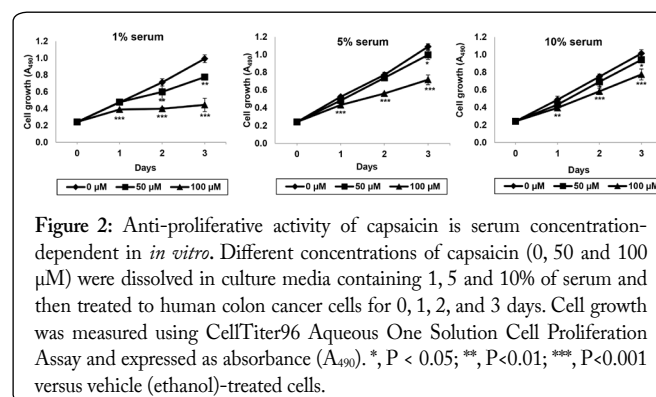 1% serum
5% serum
10% serum
Cell growth (A490)
1.2
1.0
0.8
0.6
0.4
0.2
0 1 2 3
Days
*** ** *** ** ***
0 µM 50 µM 100 µM
Cell growth (A490)
1.2
1.0
0.8
0.6
0.4
0.2
0 1 2 3
Days
*** *** * ***
0 µM 50 µM 100 µM
Cell growth (A490)
1.2
1.0
0.8
0.6
0.4
0.2
0 1 2 3
Days
** *** * ***
0 µM 50 µM 100 µM
Figure 2: Anti-proliferative activity of capsaicin is serum concentration-
dependent in in vitro. Different concentrations of capsaicin (0, 50 and 100
µM) were dissolved in culture media containing 1, 5 and 10% of serum and
then treated to human colon cancer cells for 0, 1, 2, and 3 days. Cell growth
was measured using CellTiter96 Aqueous One Solution Cell Proliferation
Assay and expressed as absorbance (A490). *, P < 0.05; **, P<0.01; ***, P<0.001
versus vehicle (ethanol)-treated cells.